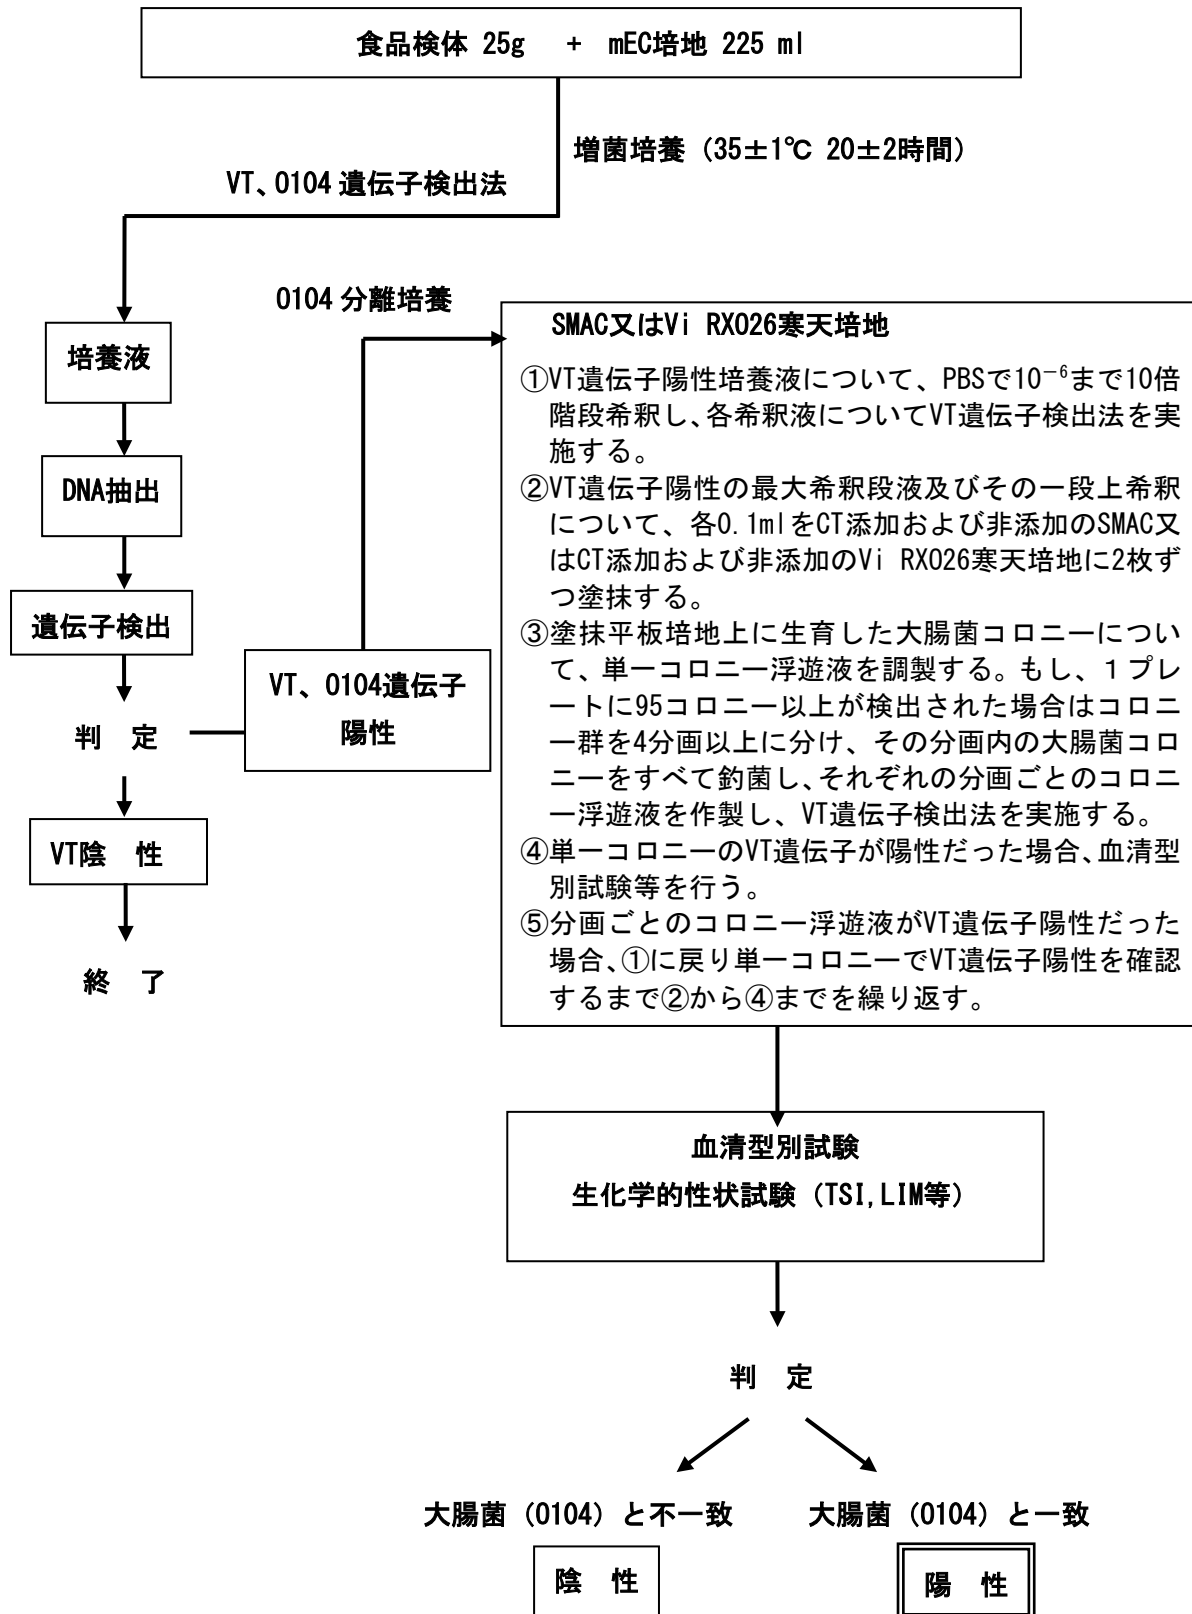 食品検体 25g + mEC培地 225 ml
増菌培養（35±1℃ 20±2時間）
VT、O104 遺伝子検出法
O104 分離培養
培養液
DNA抽出
遺伝子検出
判 定
VT、O104遺伝子
陽性
VT陰 性
終 了
SMAC又はVi RXO26寒天培地
①VT遺伝子陽性培養液について、PBSで10⁻⁶まで10倍
階段希釈し、各希釈液についてVT遺伝子検出法を実
施する。
②VT遺伝子陽性の最大希釈段液及びその一段上希釈
について、各0.1mlをCT添加および非添加のSMAC又
はCT添加および非添加のVi RXO26寒天培地に2枚ず
つ塗抹する。
③塗抹平板培地上に生育した大腸菌コロニーについ
て、単一コロニー浮遊液を調製する。もし、１プレ
ートに95コロニー以上が検出された場合はコロニ
ー群を4分画以上に分け、その分画内の大腸菌コロ
ニーをすべて釣菌し、それぞれの分画ごとのコロニ
ー浮遊液を作製し、VT遺伝子検出法を実施する。
④単一コロニーのVT遺伝子が陽性だった場合、血清型
別試験等を行う。
⑤分画ごとのコロニー浮遊液がVT遺伝子陽性だった
場合、①に戻り単一コロニーでVT遺伝子陽性を確認
するまで②から④までを繰り返す。
血清型別試験
生化学的性状試験（TSI,LIM等）
判 定
大腸菌（O104）と不一致
大腸菌（O104）と一致
陰 性
陽 性